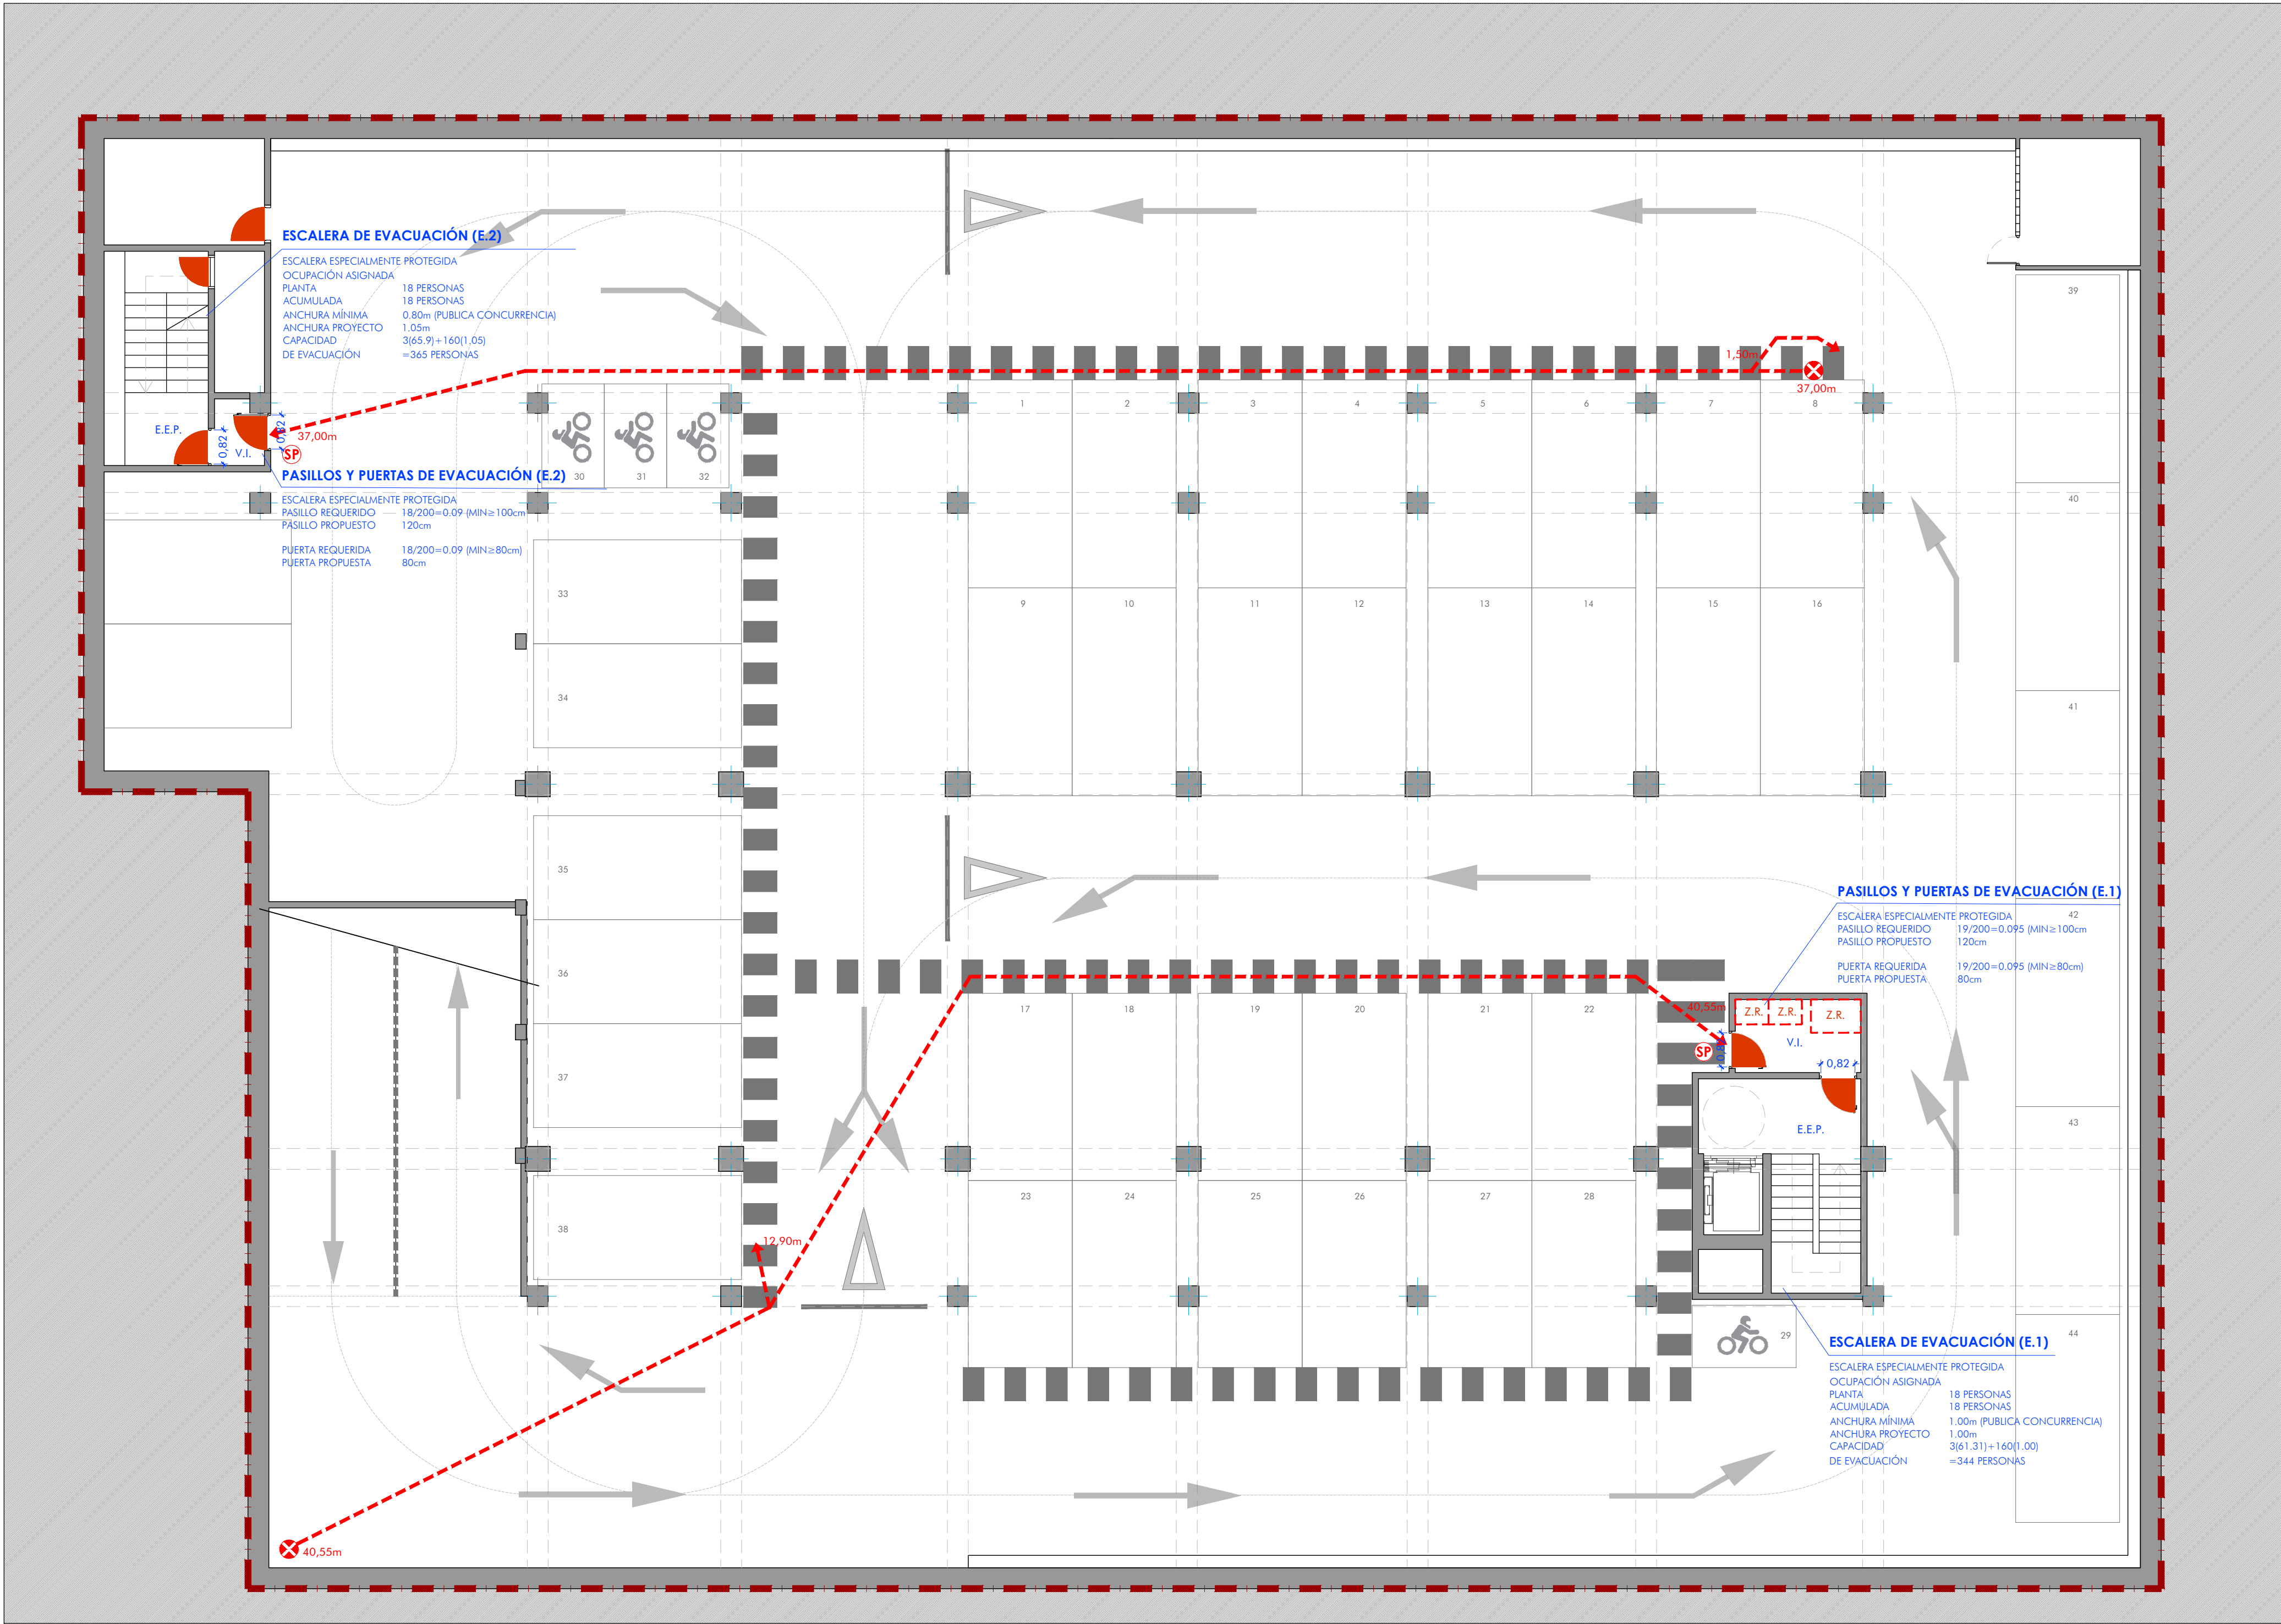 ESCALERA DE EVACUACIÓN (E.2)
ESCALERA ESPECIALMENTE PROTEGIDA
OCUPACIÓN ASIGNADA
PLANTA 18 PERSONAS
ACUMULADA 18 PERSONAS
ANCHURA MÍNIMA 0.80m (PUBLICA CONCURRENCIA)
ANCHURA PROYECTO 1.05m
CAPACIDAD 3(65.9)+160(1.05)
DE EVACUACIÓN =365 PERSONAS
39
1,50m
37,00m
1 2 3 4 5 6 7 8
E.E.P.
0,82
V.I.
0,82
37,00m
SP
PASILLOS Y PUERTAS DE EVACUACIÓN (E.2)
ESCALERA ESPECIALMENTE PROTEGIDA
PASILLO REQUERIDO 18/200=0.09 (MIN≥100cm
PASILLO PROPUESTO 120cm
PUERTA REQUERIDA 18/200=0.09 (MIN≥80cm)
PUERTA PROPUESTA 80cm
30 31 32
40
33
9 10 11 12 13 14 15 16
34
41
35
PASILLOS Y PUERTAS DE EVACUACIÓN (E.1)
42
ESCALERA ESPECIALMENTE PROTEGIDA
PASILLO REQUERIDO 19/200=0.095 (MIN≥100cm
PASILLO PROPUESTO 120cm
PUERTA REQUERIDA 19/200=0.095 (MIN≥80cm)
PUERTA PROPUESTA 80cm
36
17 18 19 20 21 22
40,55m
Z.R. Z.R. Z.R.
V.I.
SP
0,82
37
43
E.E.P.
23 24 25 26 27 28
38
12,90m
29
44
ESCALERA DE EVACUACIÓN (E.1)
ESCALERA ESPECIALMENTE PROTEGIDA
OCUPACIÓN ASIGNADA
PLANTA 18 PERSONAS
ACUMULADA 18 PERSONAS
ANCHURA MÍNIMA 1.00m (PUBLICA CONCURRENCIA)
ANCHURA PROYECTO 1.00m
CAPACIDAD 3(61.31)+160(1.00)
DE EVACUACIÓN =344 PERSONAS
40,55m